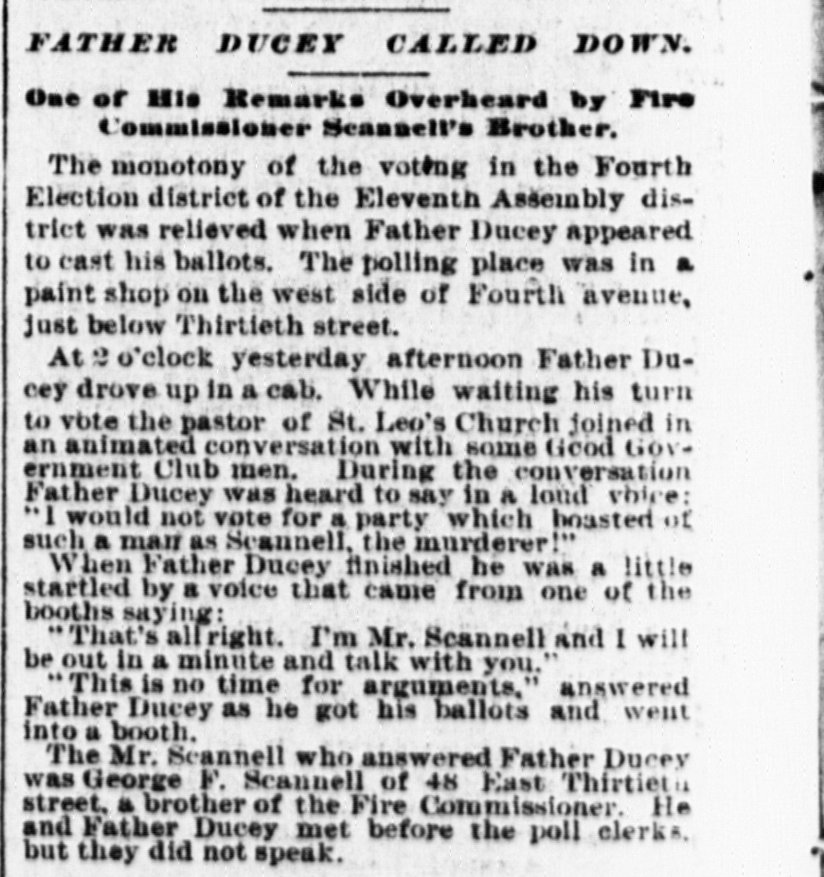 FATHER DUCEY CALLED DOWN.
One of His Remarks Overheard by Fire
Commissioner Scannell's Brother.
The monotony of the voting in the Fourth
Election district of the Eleventh Assembly dis-
trict was relieved when Father Ducey appeared
to cast his ballots. The polling place was in a
paint shop on the west side of Fourth avenue,
just below Thirtieth street.
At 2 o'clock yesterday afternoon Father Du-
cey drove up in a cab. While waiting his turn
to vote the pastor of St. Leo's Church joined in
an animated conversation with some Good Gov-
ernment Club men. During the conversation
Father Ducey was heard to say in a loud voice:
"I would not vote for a party which boasted of
such a man as Scannell, the murderer!"
When Father Ducey finished he was a little
startled by a voice that came from one of the
booths saying:
"That's all right. I'm Mr. Scannell and I will
be out in a minute and talk with you."
"This is no time for arguments," answered
Father Ducey as he got his ballots and went
into a booth.
The Mr. Scannell who answered Father Ducey
was George F. Scannell of 48 East Thirtieth
street, a brother of the Fire Commissioner. He
and Father Ducey met before the poll clerks,
but they did not speak.